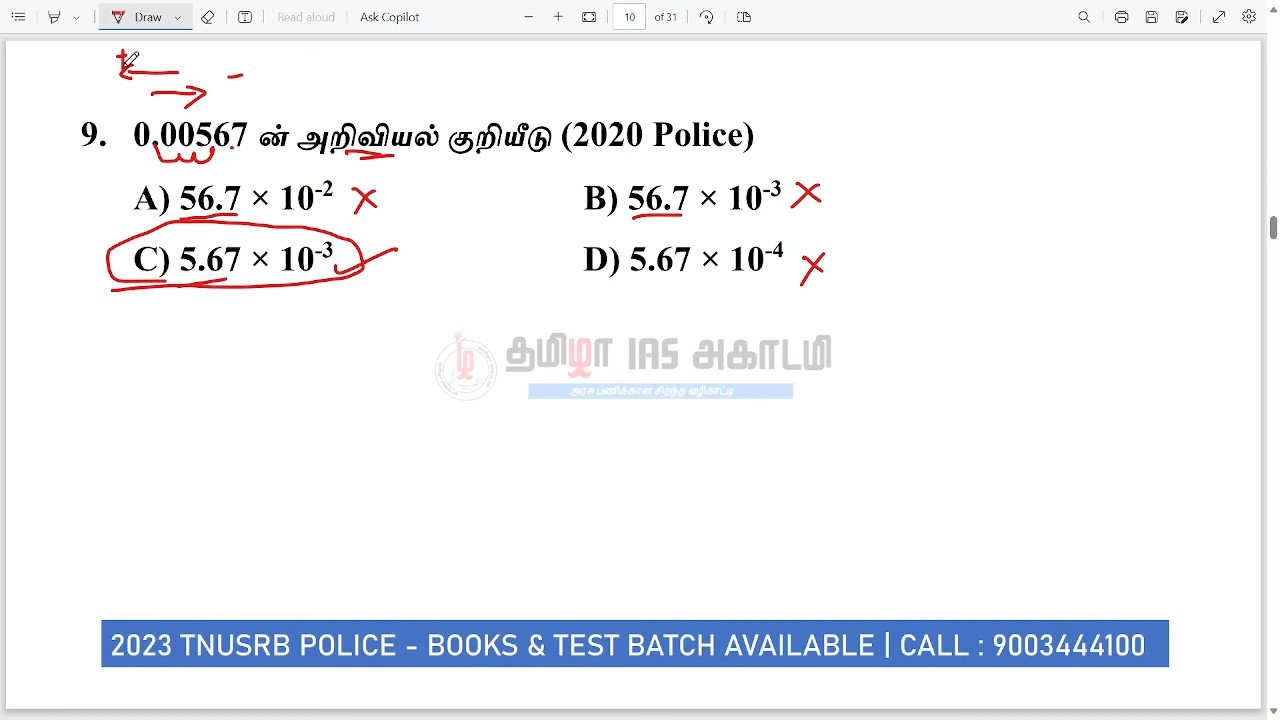 Draw
Read aloud
Ask Copilot
10 of 31
+
-
9. 0.00567 ன் அறிவியல் குறியீடு (2020 Police)
A) 56.7 × 10⁻² ×
B) 56.7 × 10⁻³ ×
C) 5.67 × 10⁻³
D) 5.67 × 10⁻⁴ ×
தமிழா IAS அகாடமி
அரசு பணிக்கான சிறந்த வழிகாட்டி
2023 TNUSRB POLICE - BOOKS & TEST BATCH AVAILABLE | CALL : 9003444100